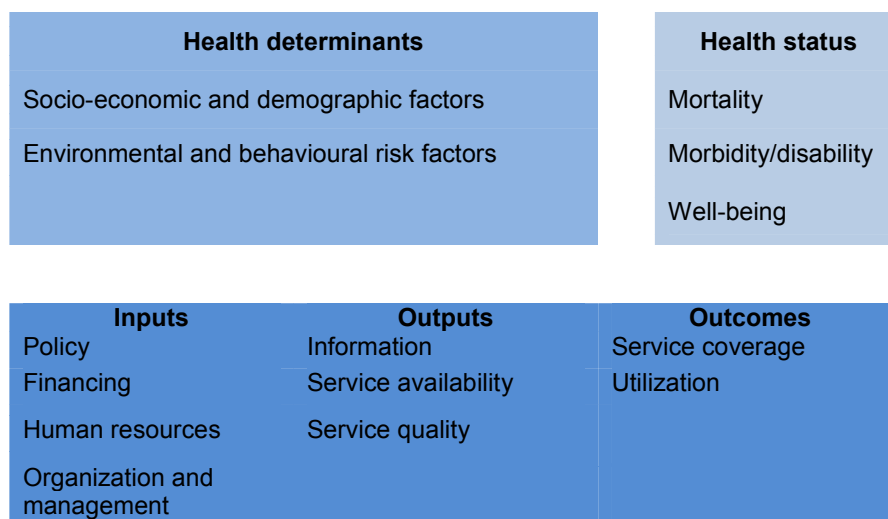 Health determinants
Socio-economic and demographic factors
Environmental and behavioural risk factors
Health status
Mortality
Morbidity/disability
Well-being
Inputs
Policy
Financing
Human resources
Organization and
management
Outputs
Information
Service availability
Service quality
Outcomes
Service coverage
Utilization